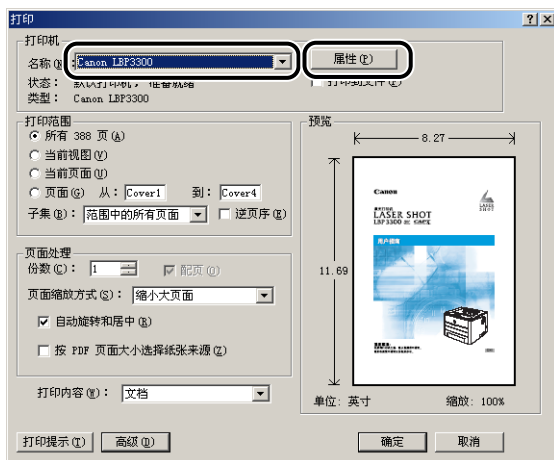 打印
打印机
名称(N): Canon LBP3300 属性(P)
状态: 默认打印机; 准备就绪 打印到文件(F)
类型: Canon LBP3300
打印范围
所有 388 页(A)
当前视图(V)
当前页面(U)
页面(G) 从: Cover1 到: Cover4
子集(B): 范围中的所有页面 逆页序(E)
页面处理
份数(C): 1 配页(O)
页面缩放方式(S): 缩小大页面
自动旋转和居中(R)
按 PDF 页面大小选择纸张来源(Z)
打印内容(W): 文档
预览
8.27
11.69
Canon
LASER SHOT
LBP3300
用户指南
LASER
SHOT
单位: 英寸 缩放: 100%
打印提示(T) 高级(D) 确定 取消